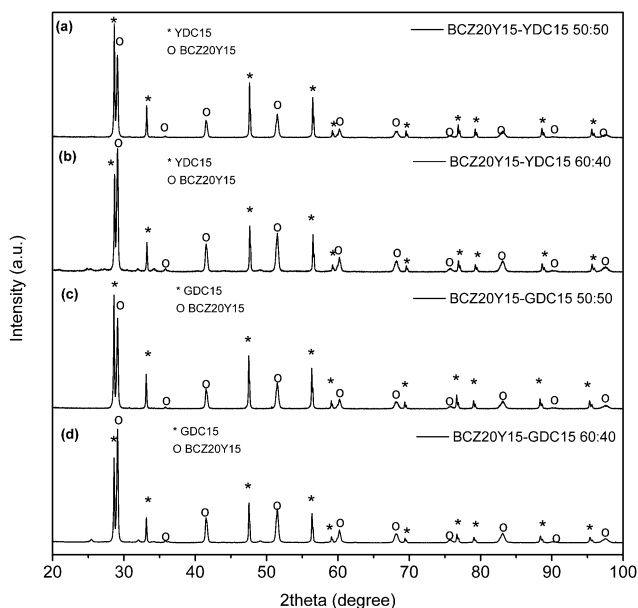 (a)
* YDC15
O BCZ20Y15
BCZ20Y15-YDC15 50:50
(b)
* YDC15
O BCZ20Y15
BCZ20Y15-YDC15 60:40
(c)
* GDC15
O BCZ20Y15
BCZ20Y15-GDC15 50:50
(d)
* GDC15
O BCZ20Y15
BCZ20Y15-GDC15 60:40
Intensity (a.u.)
20 30 40 50 60 70 80 90 100
2theta (degree)